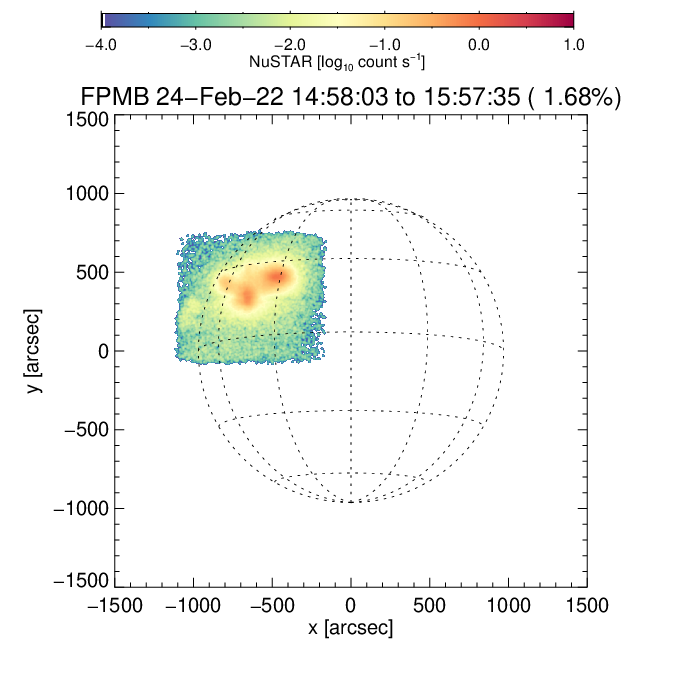 −4.0 −3.0 −2.0 −1.0 0.0 1.0
NuSTAR [log₁₀ count s⁻¹]
FPMB 24−Feb−22 14:58:03 to 15:57:35 ( 1.68%)
1500
1000
500
0
−500
−1000
−1500
y [arcsec]
−1500 −1000 −500 0 500 1000 1500
x [arcsec]